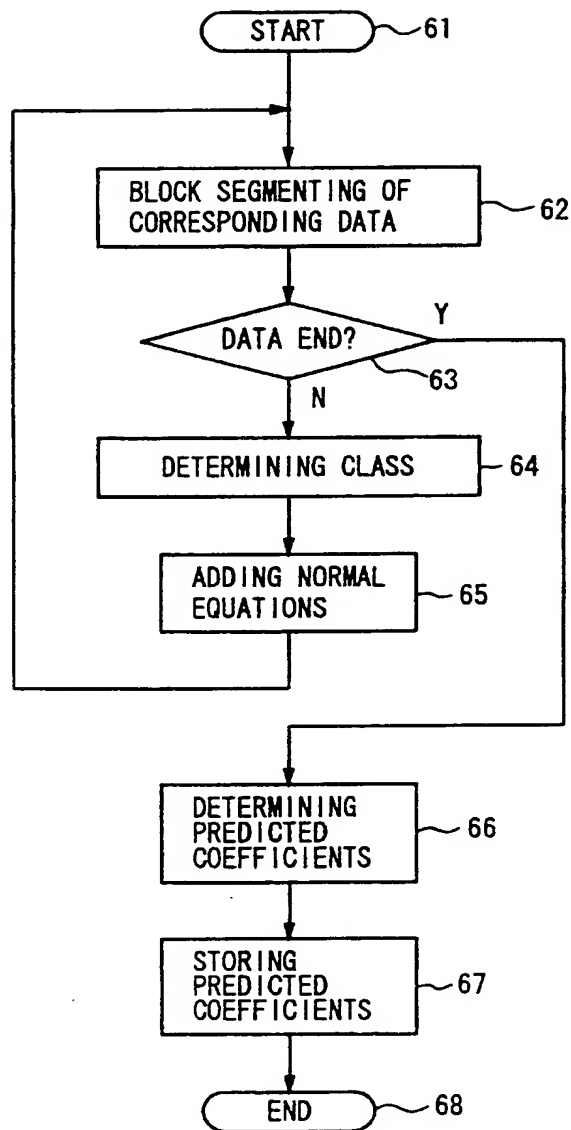 START
61
BLOCK SEGMENTING OF
CORRESPONDING DATA
62
DATA END?
Y
63
N
DETERMINING CLASS
64
ADDING NORMAL
EQUATIONS
65
DETERMINING
PREDICTED
COEFFICIENTS
66
STORING
PREDICTED
COEFFICIENTS
67
END
68